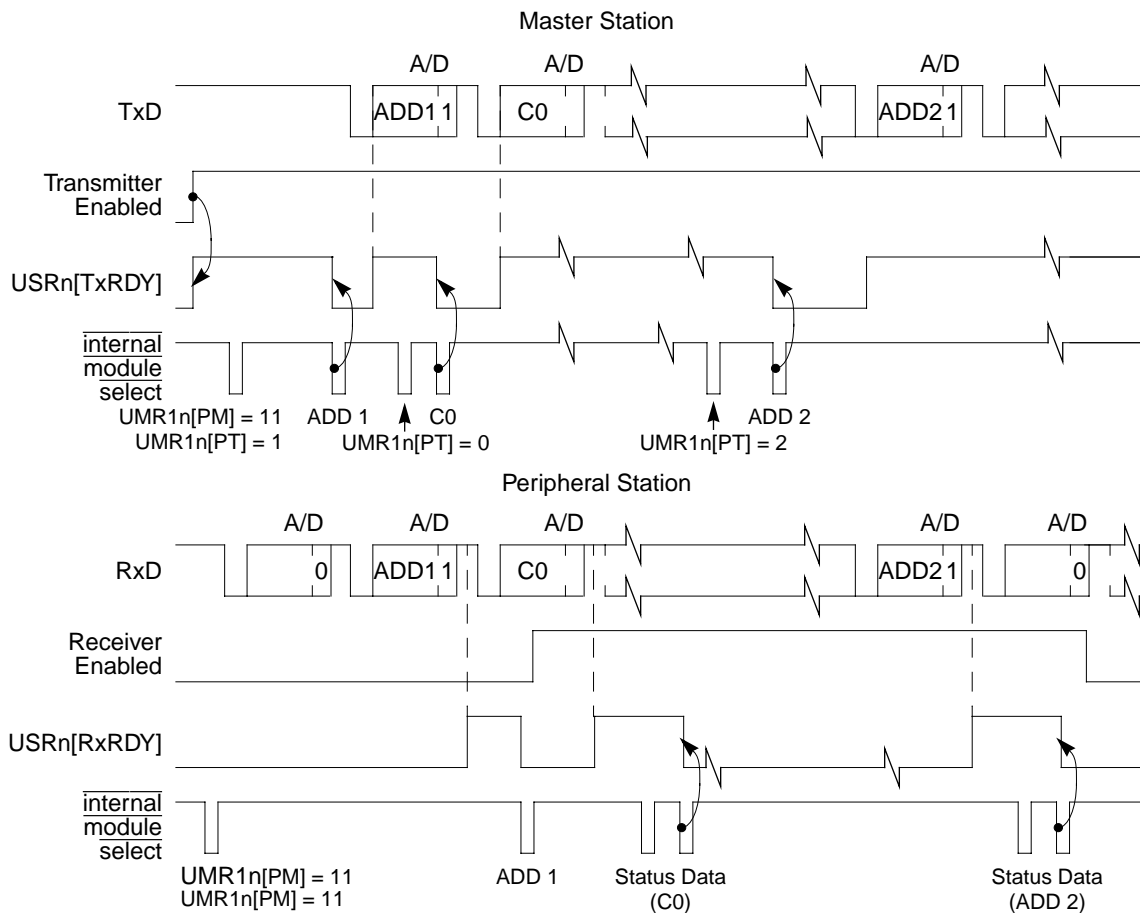 Master Station
A/D A/D A/D
TxD ADD1 1 C0 ADD2 1
Transmitter
Enabled
USRn[TxRDY]
internal
module
select
UMR1n[PM] = 11 ADD 1 C0 ADD 2
UMR1n[PT] = 1 UMR1n[PT] = 0 UMR1n[PT] = 2
Peripheral Station
A/D A/D A/D A/D A/D
RxD 0 ADD1 1 C0 ADD2 1 0
Receiver
Enabled
USRn[RxRDY]
internal
module
select
UMR1n[PM] = 11 ADD 1 Status Data Status Data
UMR1n[PM] = 11 (C0) (ADD 2)